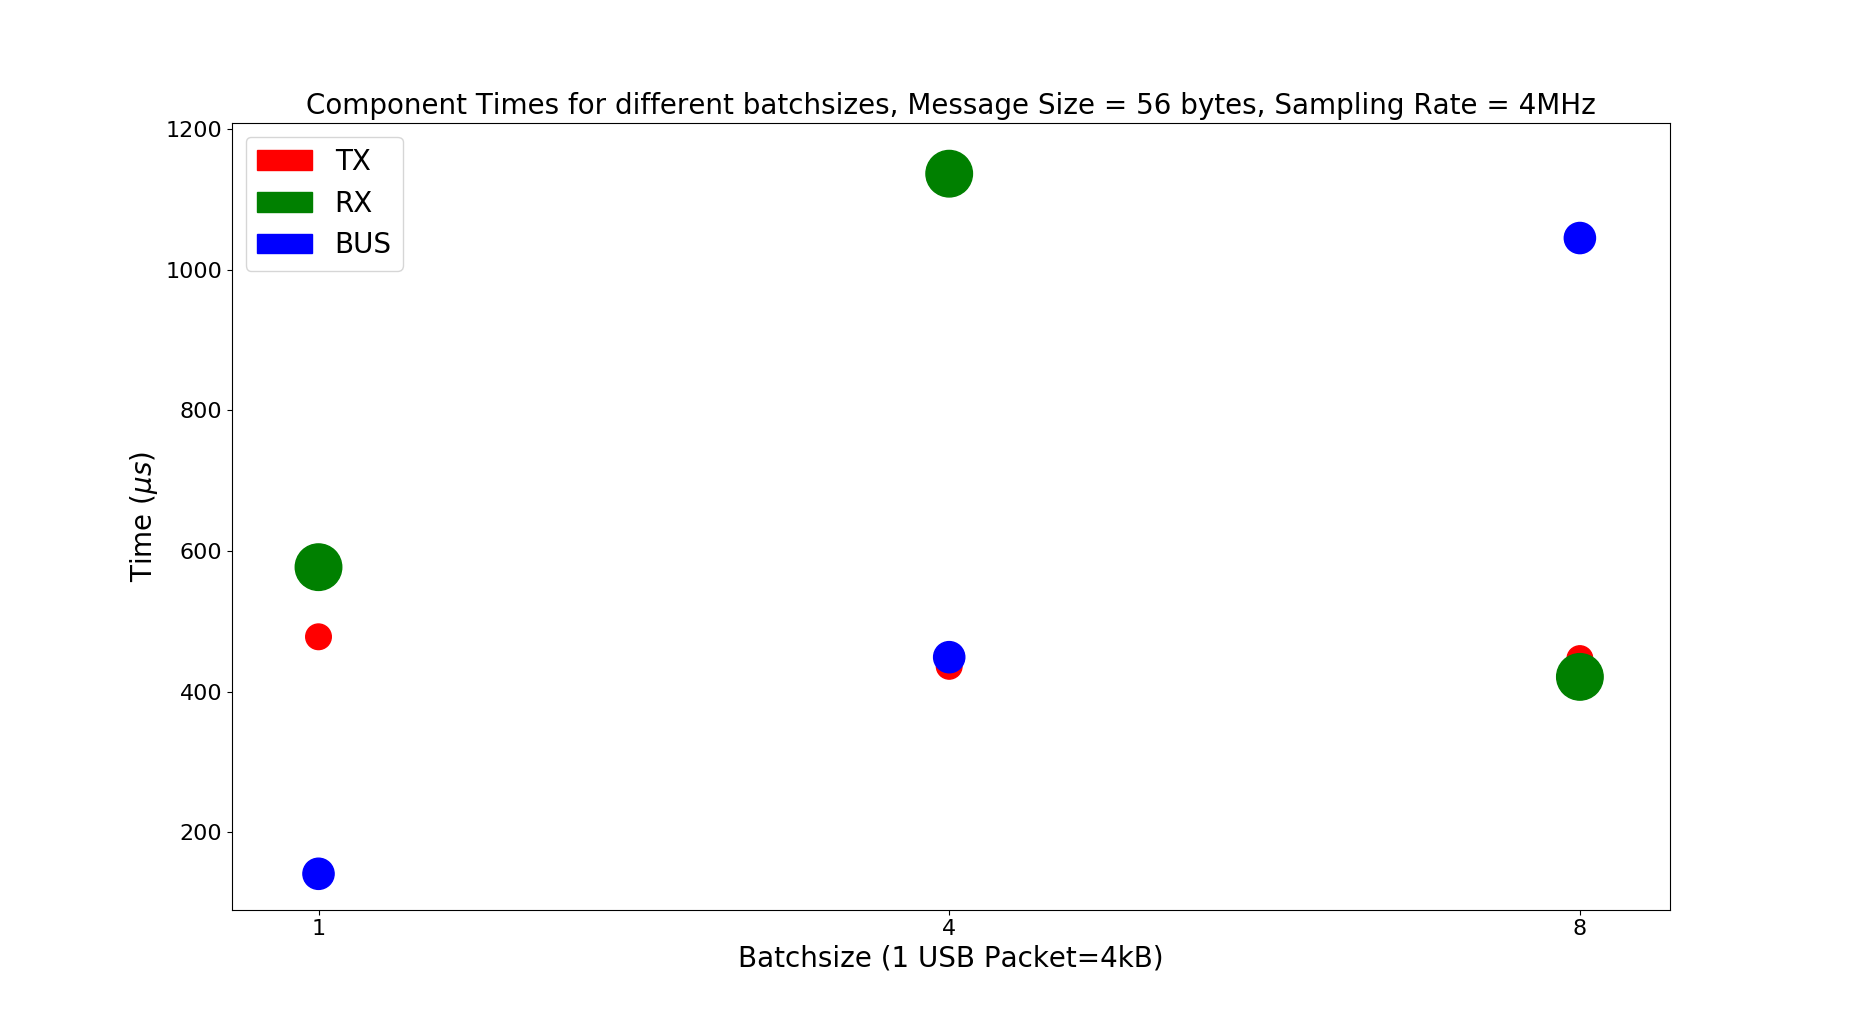 Component Times for different batchsizes, Message Size = 56 bytes, Sampling Rate = 4MHz
TX
RX
BUS
1200
1000
800
600
400
200
Time (μs)
1 4 8
Batchsize (1 USB Packet=4kB)